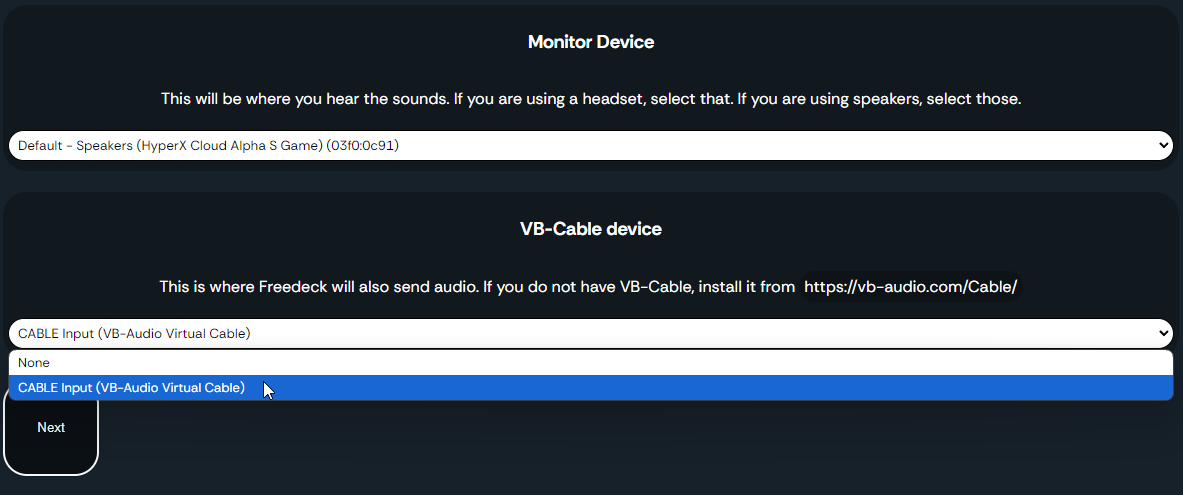 Monitor Device
This will be where you hear the sounds. If you are using a headset, select that. If you are using speakers, select those.
Default - Speakers (HyperX Cloud Alpha S Game) (03f0:0c91)
VB-Cable device
This is where Freedeck will also send audio. If you do not have VB-Cable, install it from https://vb-audio.com/Cable/
CABLE Input (VB-Audio Virtual Cable)
None
CABLE Input (VB-Audio Virtual Cable)
Next